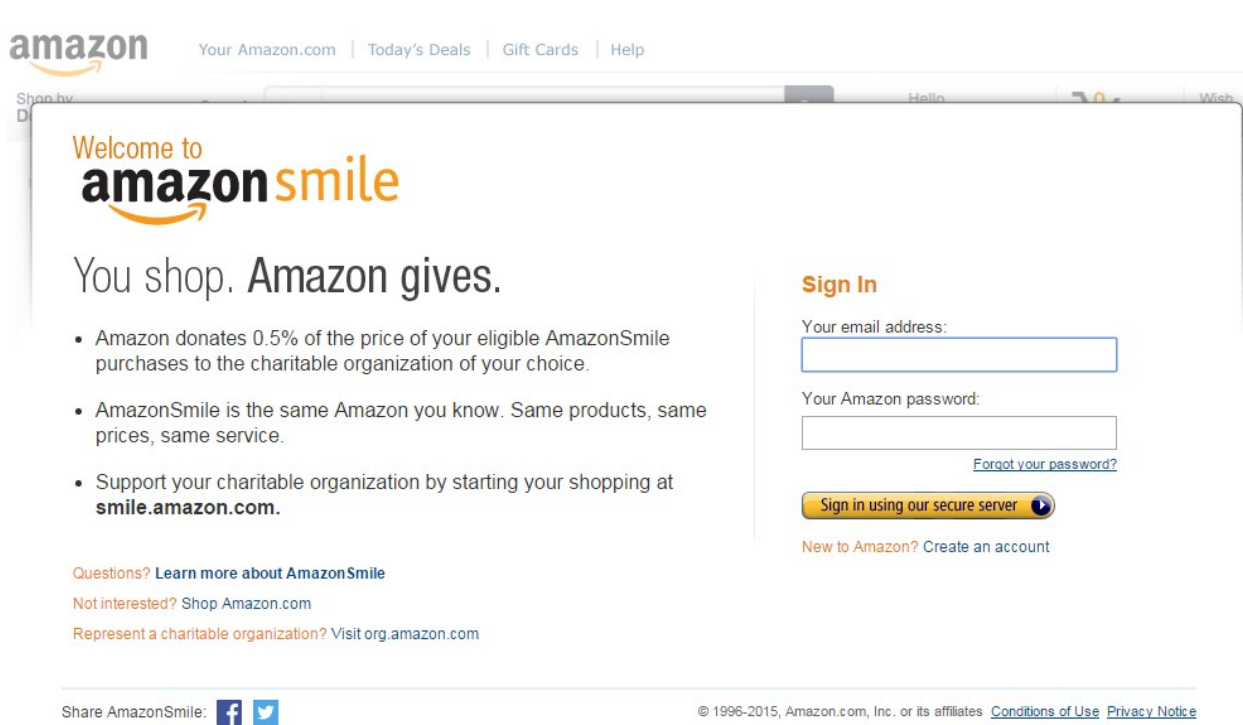 amazon
Your Amazon.com | Today's Deals | Gift Cards | Help
Shop by
Hello
Wish
Welcome to
amazonsmile
You shop. Amazon gives.
• Amazon donates 0.5% of the price of your eligible AmazonSmile
purchases to the charitable organization of your choice.
• AmazonSmile is the same Amazon you know. Same products, same
prices, same service.
• Support your charitable organization by starting your shopping at
smile.amazon.com.
Questions? Learn more about AmazonSmile
Not interested? Shop Amazon.com
Represent a charitable organization? Visit org.amazon.com
Sign In
Your email address:
Your Amazon password:
Forgot your password?
Sign in using our secure server
New to Amazon? Create an account
Share AmazonSmile:
© 1996-2015, Amazon.com, Inc. or its affiliates Conditions of Use Privacy Notice